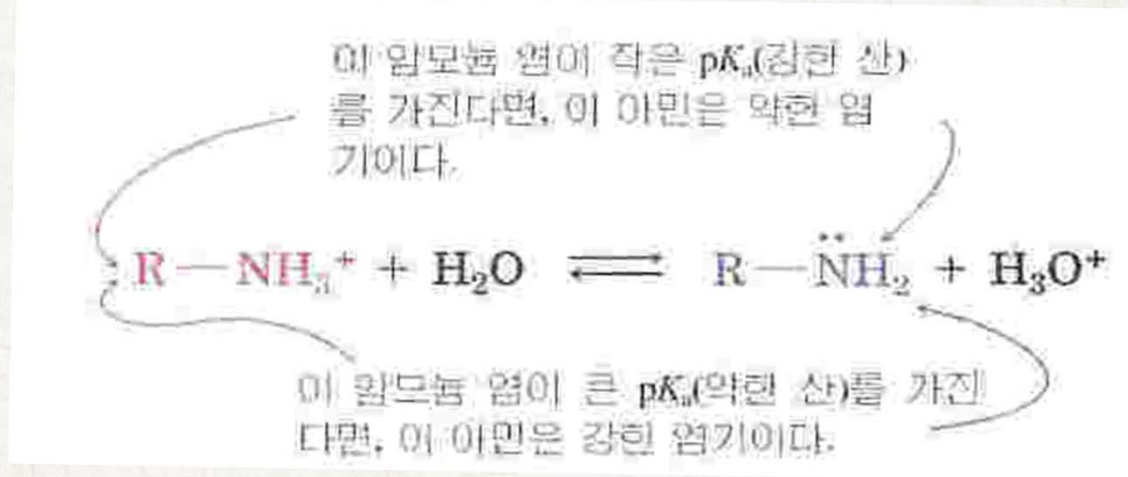 이 암모늄 염이 작은 pKₐ(강한 산)
를 가진다면, 이 아민은 약한 염
기이다.
R—NH₃⁺ + H₂O ⇌ R—N̈H₂ + H₃O⁺
이 암모늄 염이 큰 pKₐ(약한 산)를 가진
다면, 이 아민은 강한 염기이다.